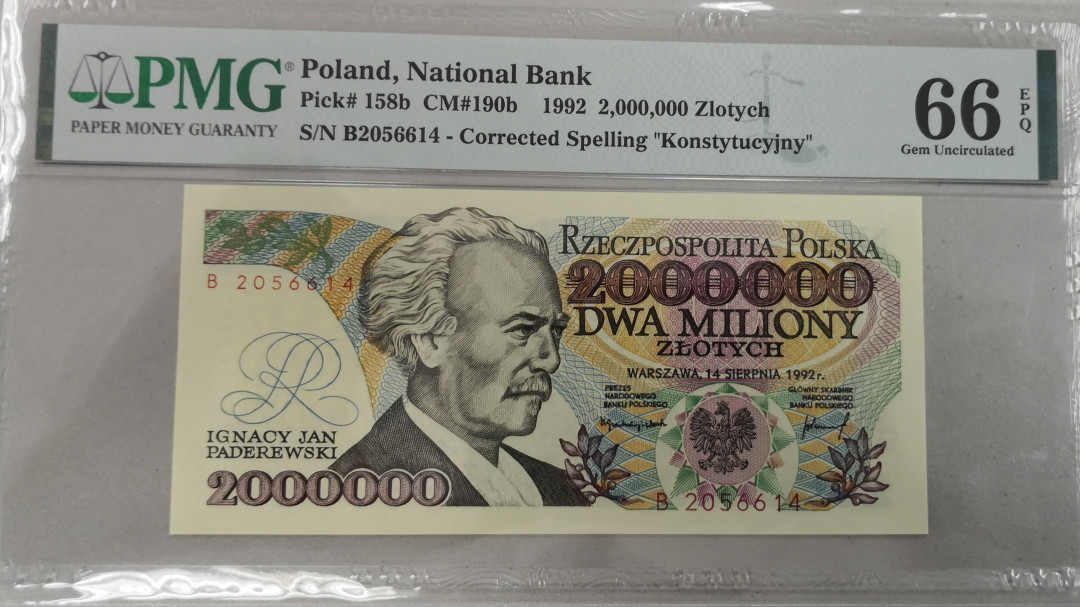 PMG®
PAPER MONEY GUARANTY
Poland, National Bank
Pick# 158b CM#190b 1992 2,000,000 Zlotych
S/N B2056614 - Corrected Spelling "Konstytucyjny"
66
EPQ
Gem Uncirculated
RZECZPOSPOLITA POLSKA
2000000
DWA MILIONY
ZŁOTYCH
WARSZAWA, 14 SIERPNIA 1992 r.
PREZES
NARODOWEGO
BANKU POLSKIEGO
GŁÓWNY SKARBNIK
NARODOWEGO
BANKU POLSKIEGO
B 2056614
IGNACY JAN
PADEREWSKI
2000000
B 2056614